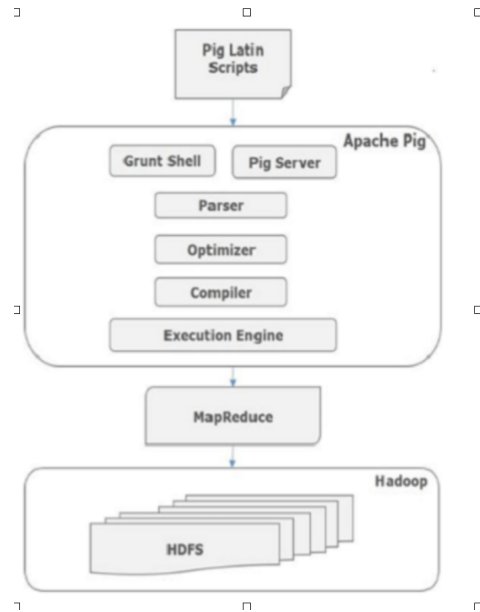 Pig Latin
Scripts
Apache Pig
Grunt Shell
Pig Server
Parser
Optimizer
Compiler
Execution Engine
MapReduce
Hadoop
HDFS